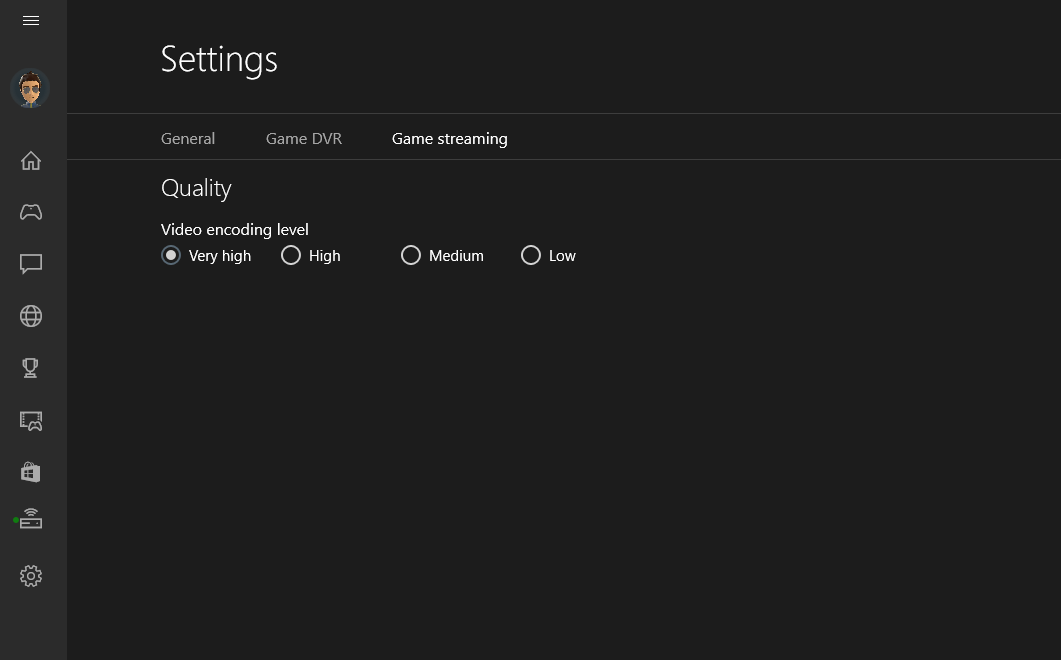 Settings
General Game DVR Game streaming
Quality
Video encoding level
Very high High Medium Low